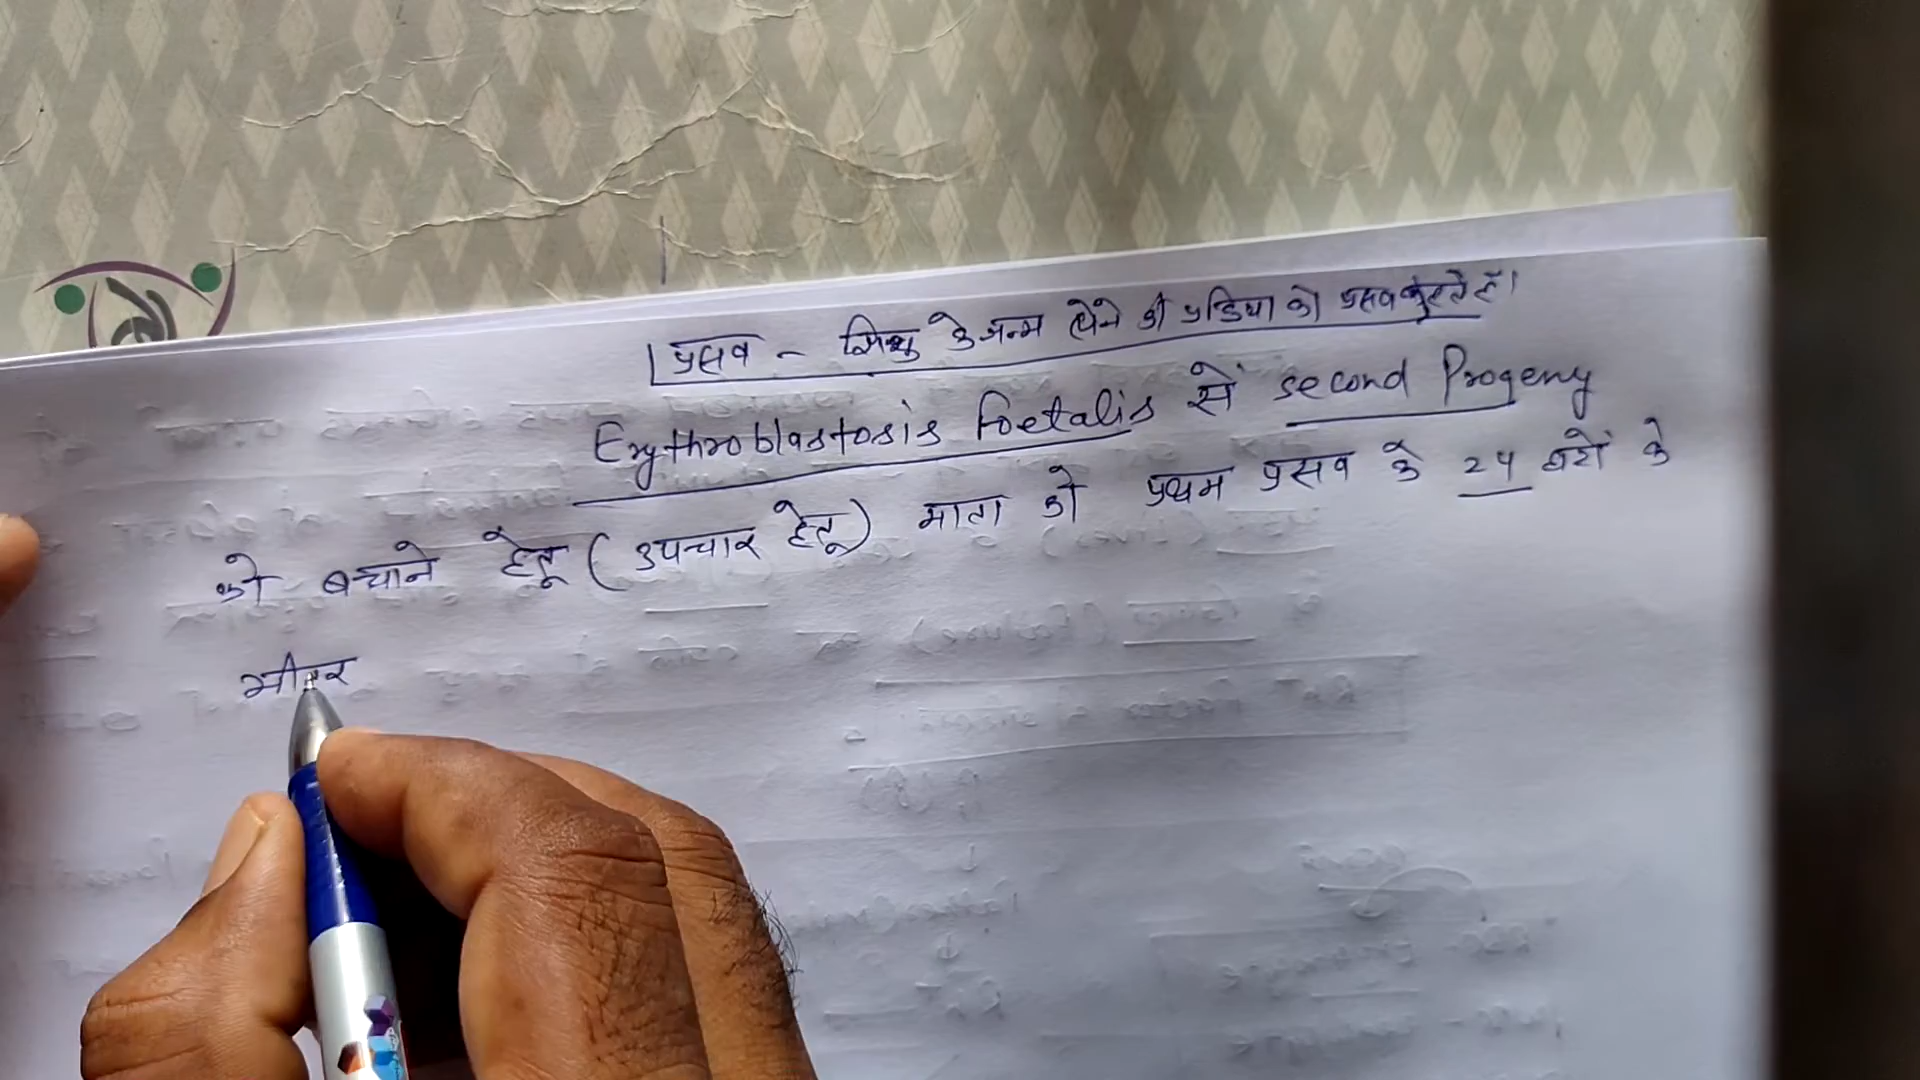 प्रसव - शिशु के जन्म लेने की प्रक्रिया को प्रसव कहते हैं।
Erythroblastosis Foetalis से second Progeny
को बचाने हेतू (उपचार हेतू) माता को प्रथम प्रसव के 24 घंटों के
भीतर